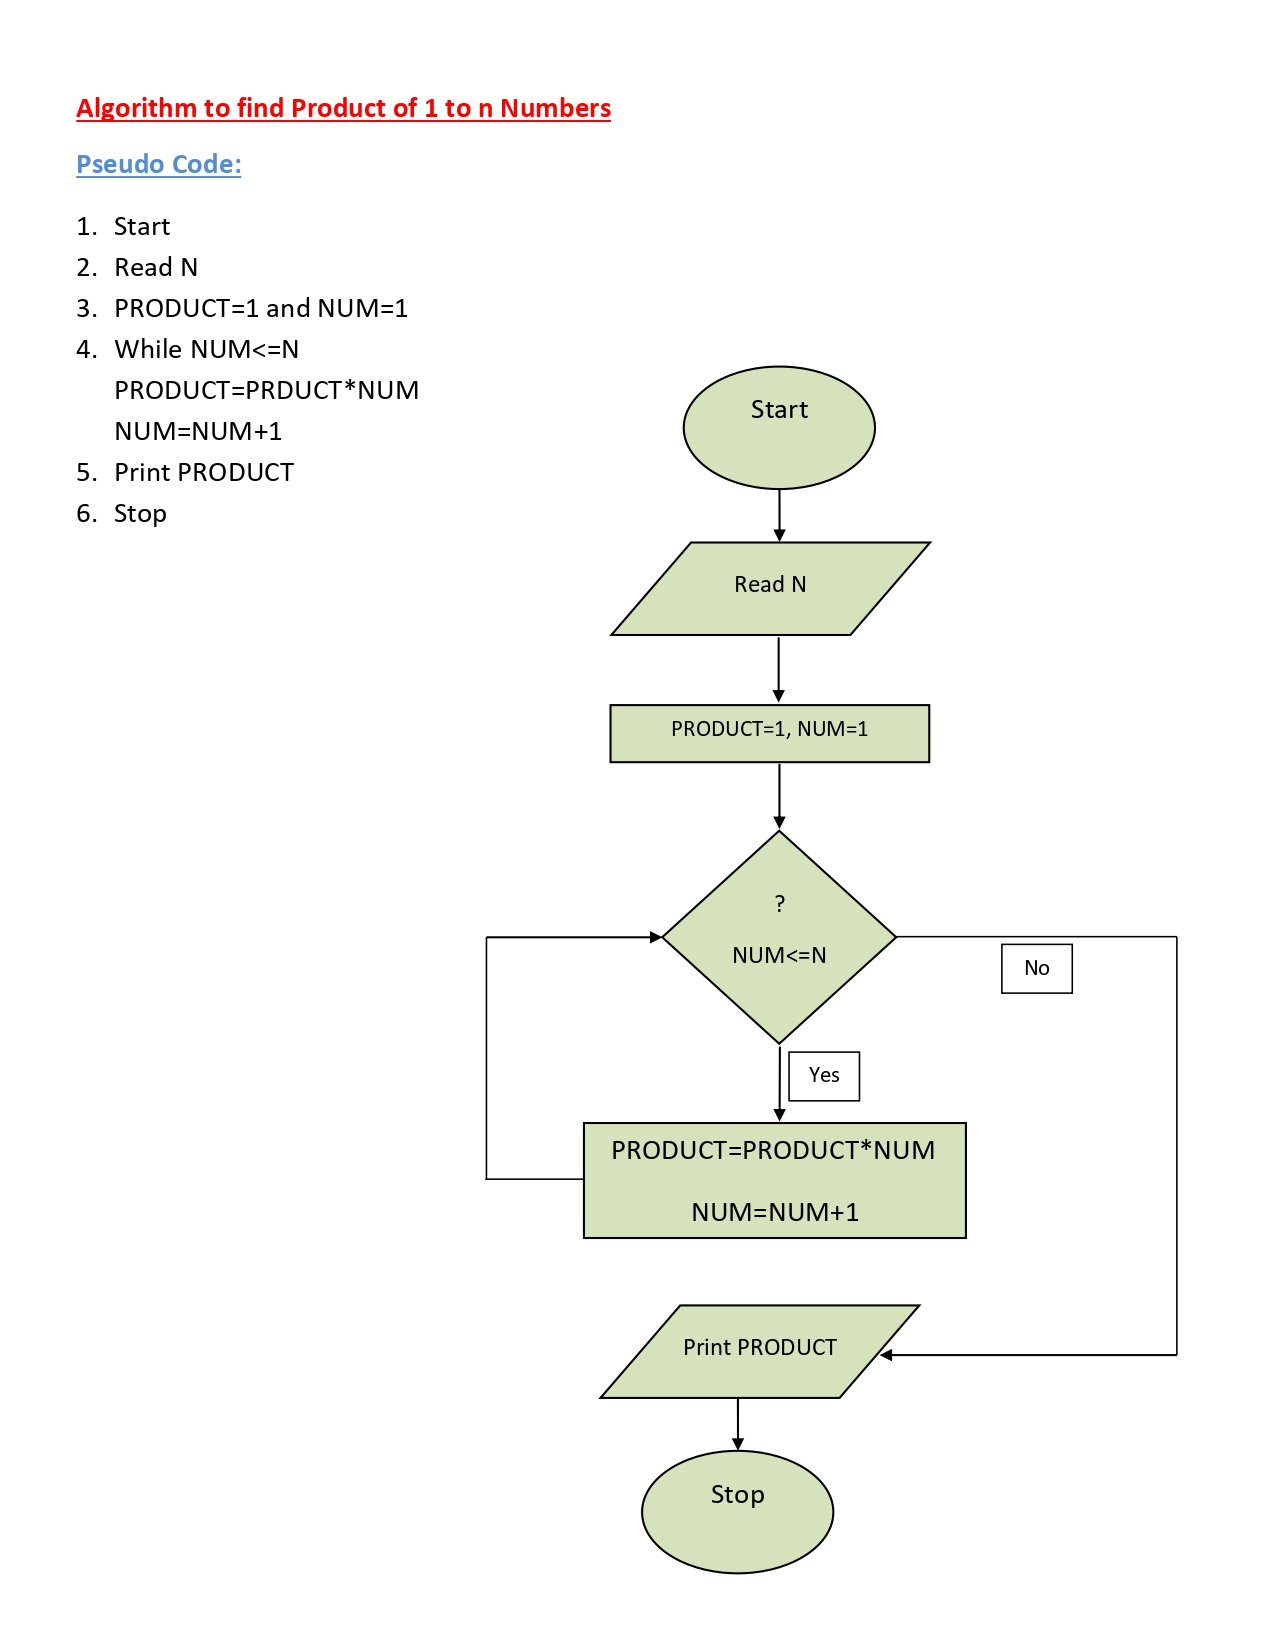 Algorithm to find Product of 1 to n Numbers
Pseudo Code:
1. Start
2. Read N
3. PRODUCT=1 and NUM=1
4. While NUM<=N
PRODUCT=PRDUCT*NUM
NUM=NUM+1
5. Print PRODUCT
6. Stop
Start
Read N
PRODUCT=1, NUM=1
?
NUM<=N
No
Yes
PRODUCT=PRODUCT*NUM
NUM=NUM+1
Print PRODUCT
Stop